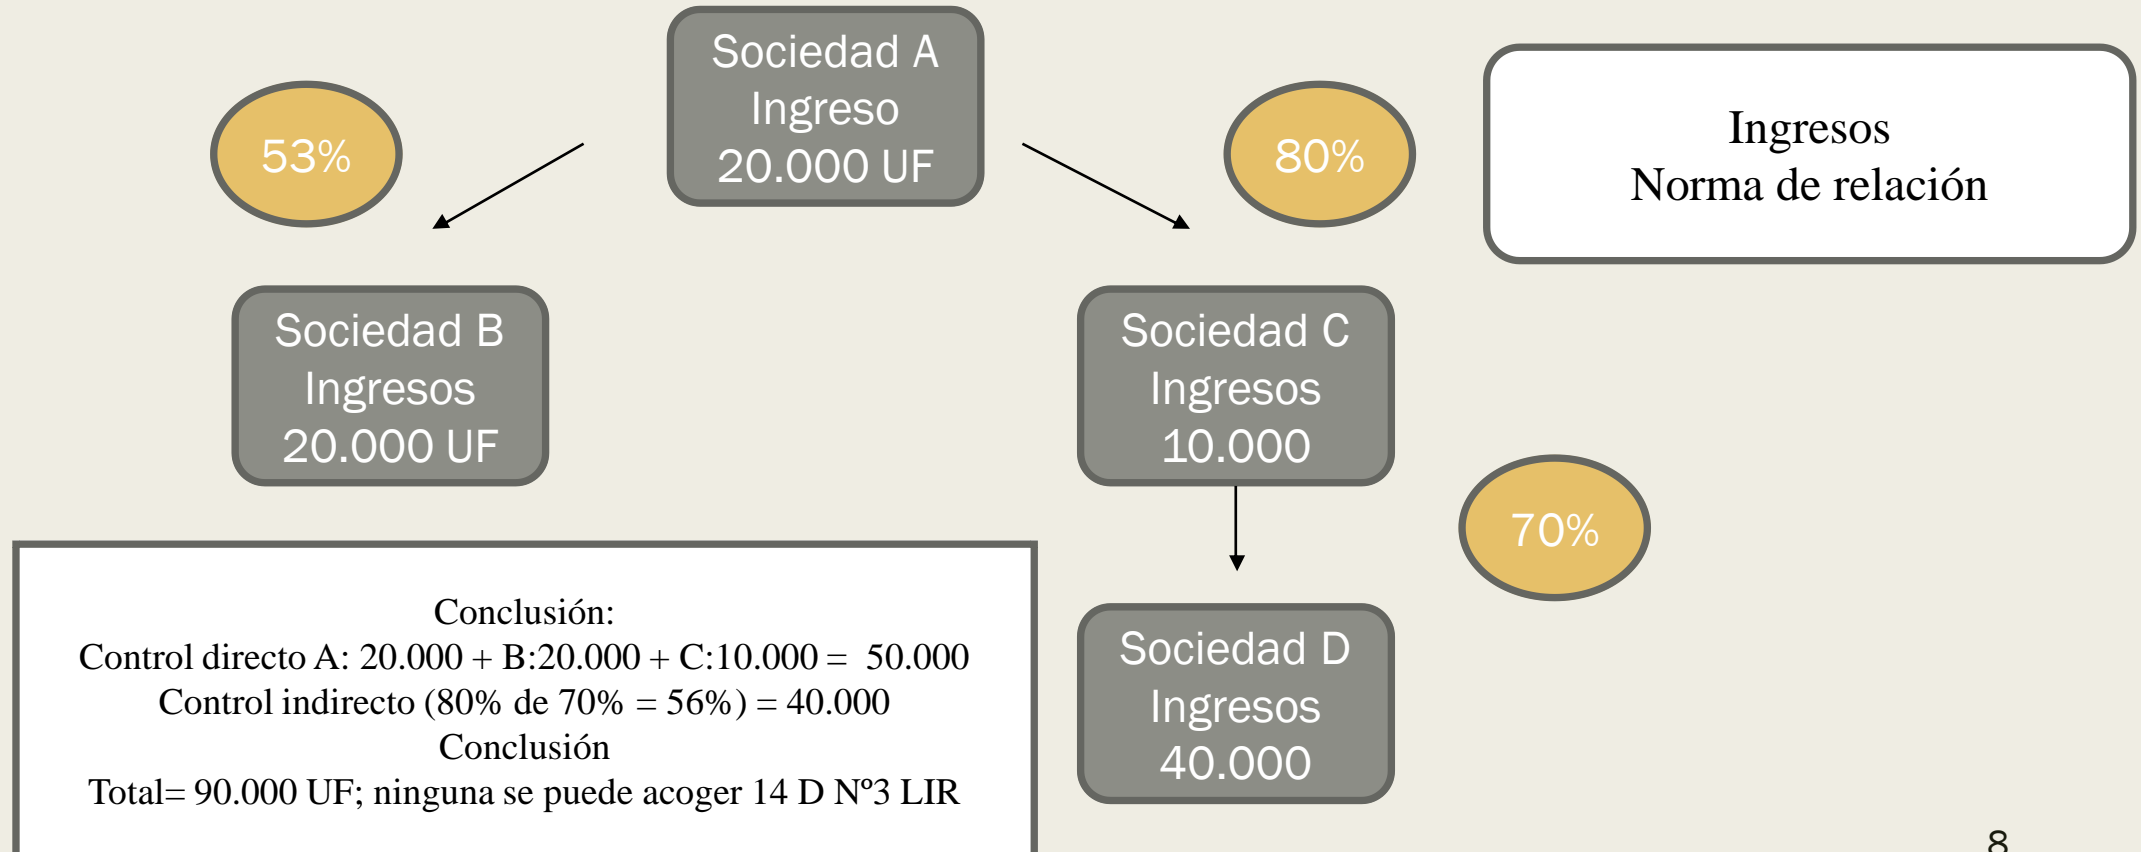 Sociedad A
Ingreso
20.000 UF
53%
80%
Ingresos
Norma de relación
Sociedad B
Ingresos
20.000 UF
Sociedad C
Ingresos
10.000
70%
Conclusión:
Control directo A: 20.000 + B:20.000 + C:10.000 = 50.000
Control indirecto (80% de 70% = 56%) = 40.000
Conclusión
Total= 90.000 UF; ninguna se puede acoger 14 D Nº3 LIR
Sociedad D
Ingresos
40.000
8